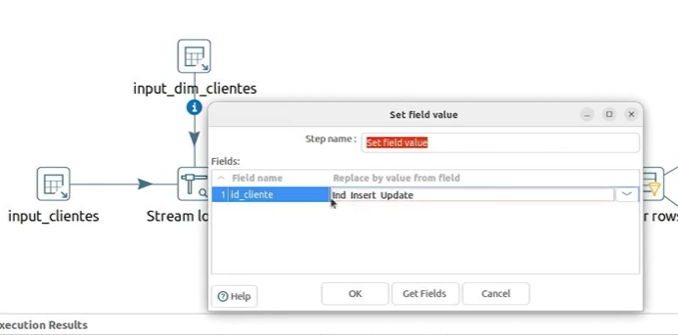 input_dim_clientes
i
input_clientes
Stream lo
r rows
Set field value
Step name :
Set field value
Fields:
Field name
Replace by value from field
1
id_cliente
Ind Insert Update
Help
OK
Get Fields
Cancel
xecution Results